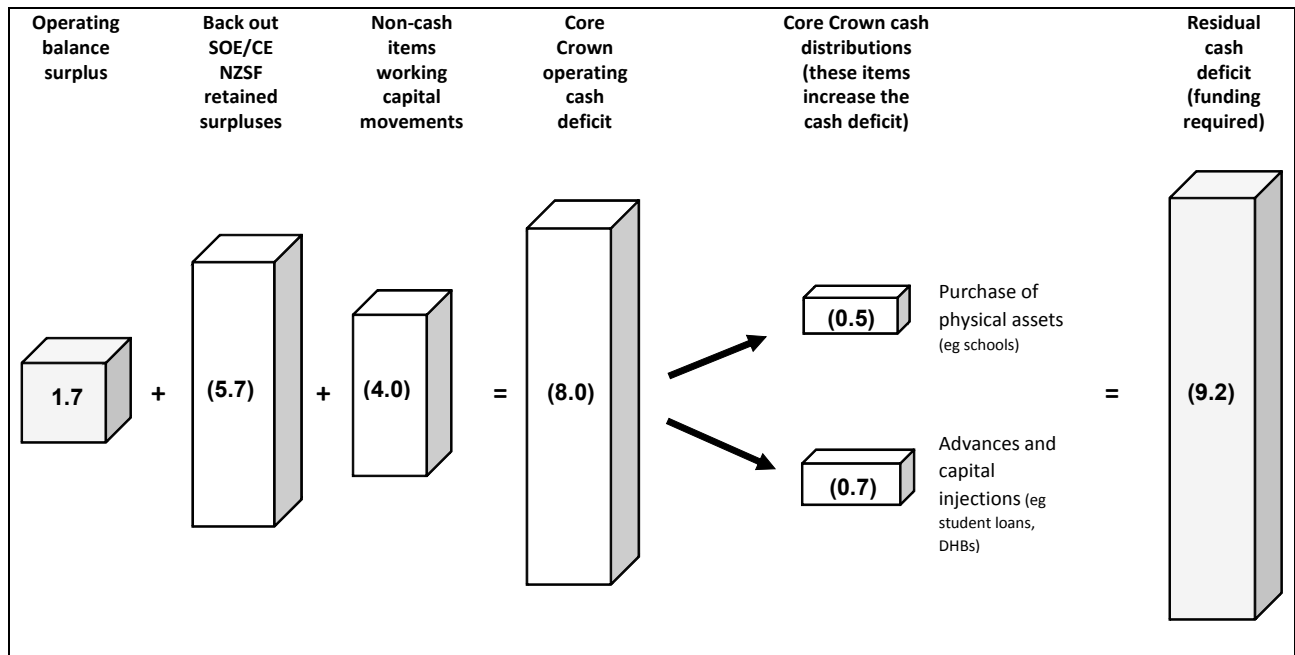 Operating
balance
surplus
Back out
SOE/CE
NZSF
retained
surpluses
Non-cash
items
working
capital
movements
Core
Crown
operating
cash
deficit
Core Crown cash
distributions
(these items
increase the
cash deficit)
Residual
cash
deficit
(funding
required)
1.7
+
(5.7)
+
(4.0)
=
(8.0)
(0.5)
Purchase of
physical assets
(eg schools)
(0.7)
Advances and
capital
injections (eg
student loans,
DHBs)
=
(9.2)